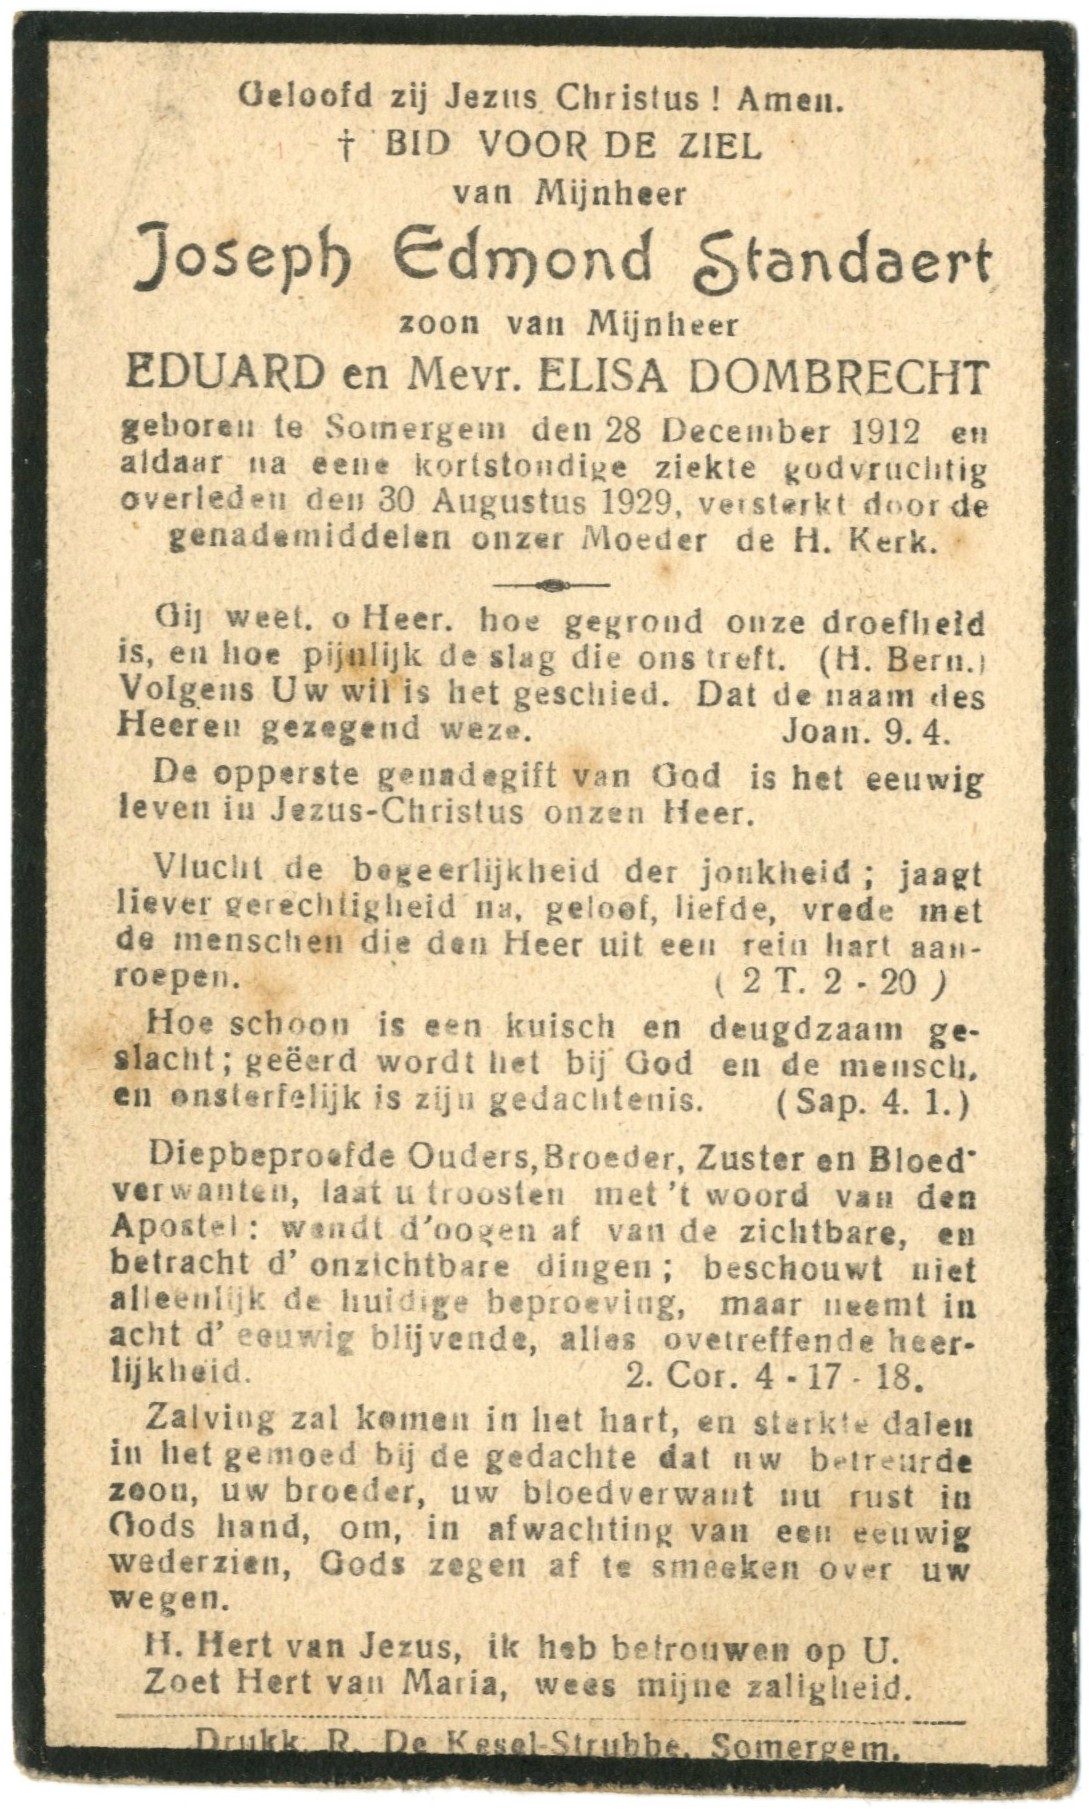 Geloofd zij Jezus Christus ! Amen.
† BID VOOR DE ZIEL
van Mijnheer
Joseph Edmond Standaert
zoon van Mijnheer
EDUARD en Mevr. ELISA DOMBRECHT
geboren te Somergem den 28 December 1912 en
aldaar na eene kortstondige ziekte godvruchtig
overleden den 30 Augustus 1929, versterkt door de
genademiddelen onzer Moeder de H. Kerk.
Gij weet. o Heer. hoe gegrond onze droefheid
is, en hoe pijnlijk de slag die ons treft. (H. Bern.)
Volgens Uw wil is het geschied. Dat de naam des
Heeren gezegend weze. Joan. 9. 4.
De opperste genadegift van God is het eeuwig
leven in Jezus-Christus onzen Heer.
Vlucht de begeerlijkheid der jonkheid ; jaagt
liever gerechtigheid na, geloof, liefde, vrede met
de menschen die den Heer uit een rein hart aan-
roepen. ( 2 T. 2 - 20 )
Hoe schoon is een kuisch en deugdzaam ge-
slacht ; geëerd wordt het bij God en de mensch,
en onsterfelijk is zijn gedachtenis. (Sap. 4. 1.)
Diepbeproefde Ouders, Broeder, Zuster en Bloed-
verwanten, laat u troosten met 't woord van den
Apostel : wendt d'oogen af van de zichtbare, en
betracht d' onzichtbare dingen ; beschouwt niet
alleenlijk de huidige beproeving, maar neemt in
acht d' eeuwig blijvende, alles ovetreffende heer-
lijkheid. 2. Cor. 4 - 17 - 18.
Zalving zal komen in het hart, en sterkte dalen
in het gemoed bij de gedachte dat uw betreurde
zoon, uw broeder, uw bloedverwant nu rust in
Gods hand, om, in afwachting van een eeuwig
wederzien, Gods zegen af te smeeken over uw
wegen.
H. Hert van Jezus, ik heb betrouwen op U.
Zoet Hert van Maria, wees mijne zaligheid.
Drukk. R. De Kesel-Strubbe, Somergem.